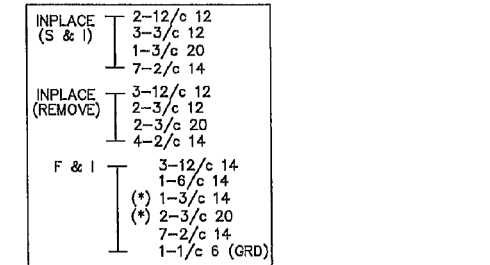 INPLACE 2-12/c 12
(S & I) 3-3/c 12
1-3/c 20
7-2/c 14
INPLACE 3-12/c 12
(REMOVE) 2-3/c 12
2-3/c 20
4-2/c 14
F & I 3-12/c 14
1-6/c 14
(*) 1-3/c 14
(*) 2-3/c 20
7-2/c 14
1-1/c 6 (GRD)